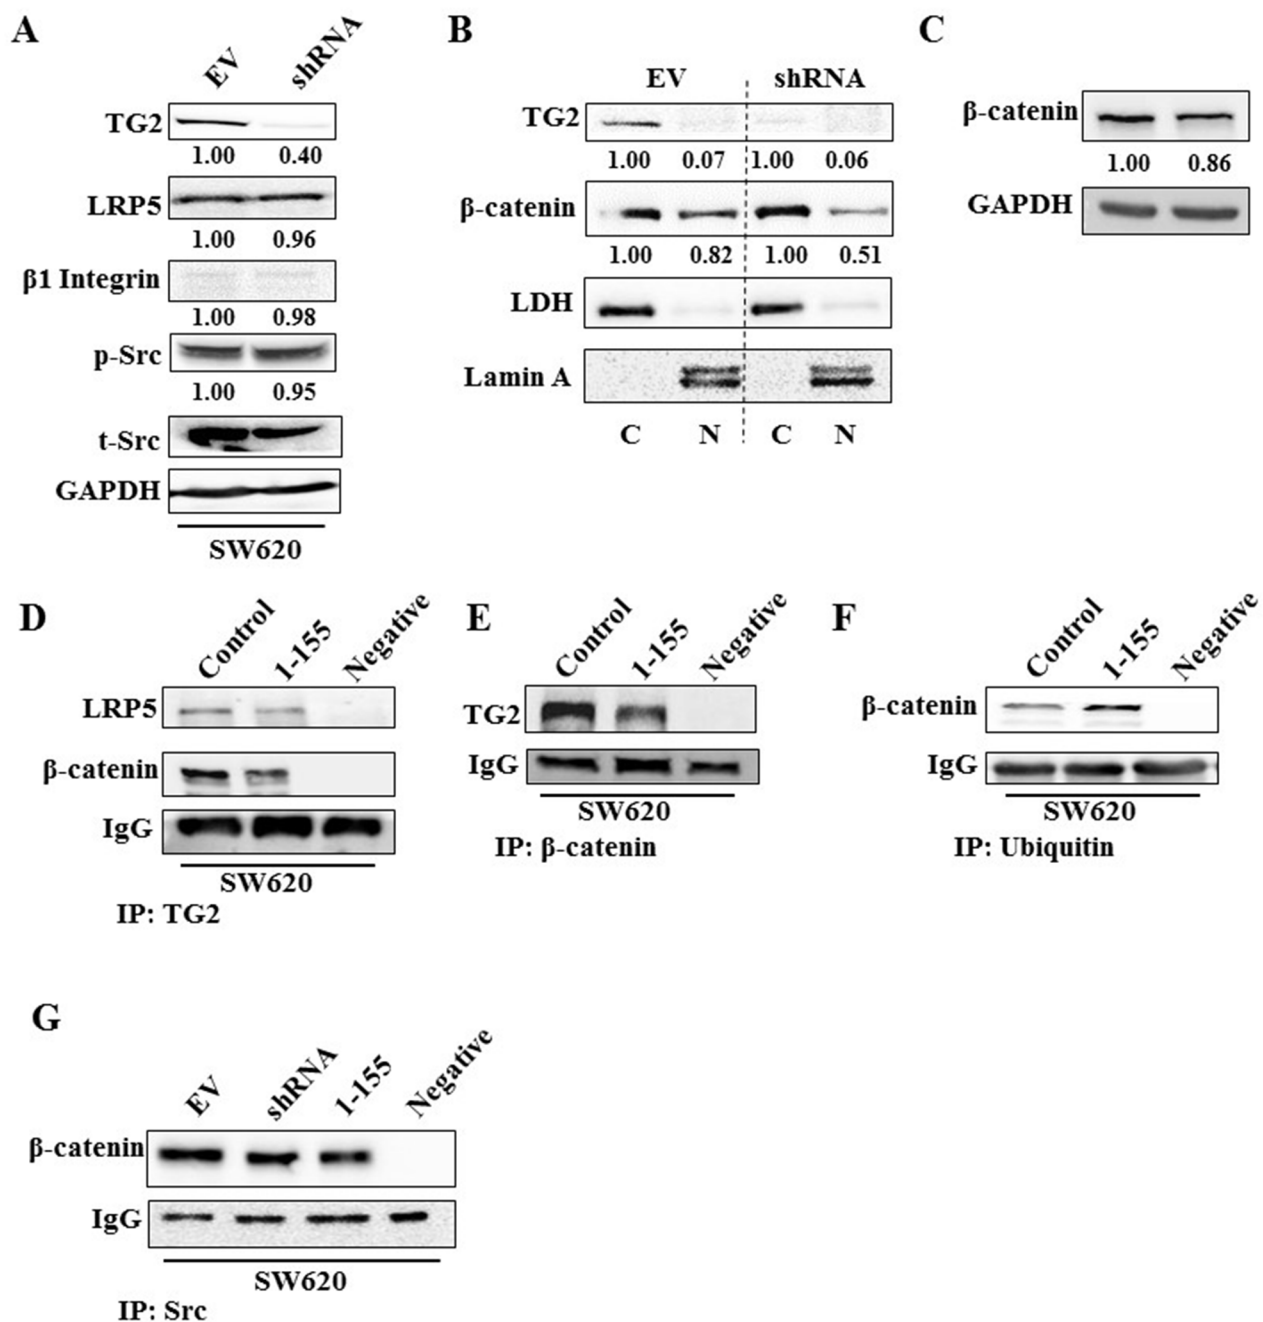 A
EV shRNA
TG2
1.00 0.40
LRP5
1.00 0.96
β1 Integrin
1.00 0.98
p-Src
1.00 0.95
t-Src
GAPDH
SW620
B
EV shRNA
TG2
1.00 0.07 1.00 0.06
β-catenin
1.00 0.82 1.00 0.51
LDH
Lamin A
C N C N
C
β-catenin
1.00 0.86
GAPDH
D
Control 1-155 Negative
LRP5
β-catenin
IgG
SW620
IP: TG2
E
Control 1-155 Negative
TG2
IgG
SW620
IP: β-catenin
F
Control 1-155 Negative
β-catenin
IgG
SW620
IP: Ubiquitin
G
EV shRNA 1-155 Negative
β-catenin
IgG
SW620
IP: Src